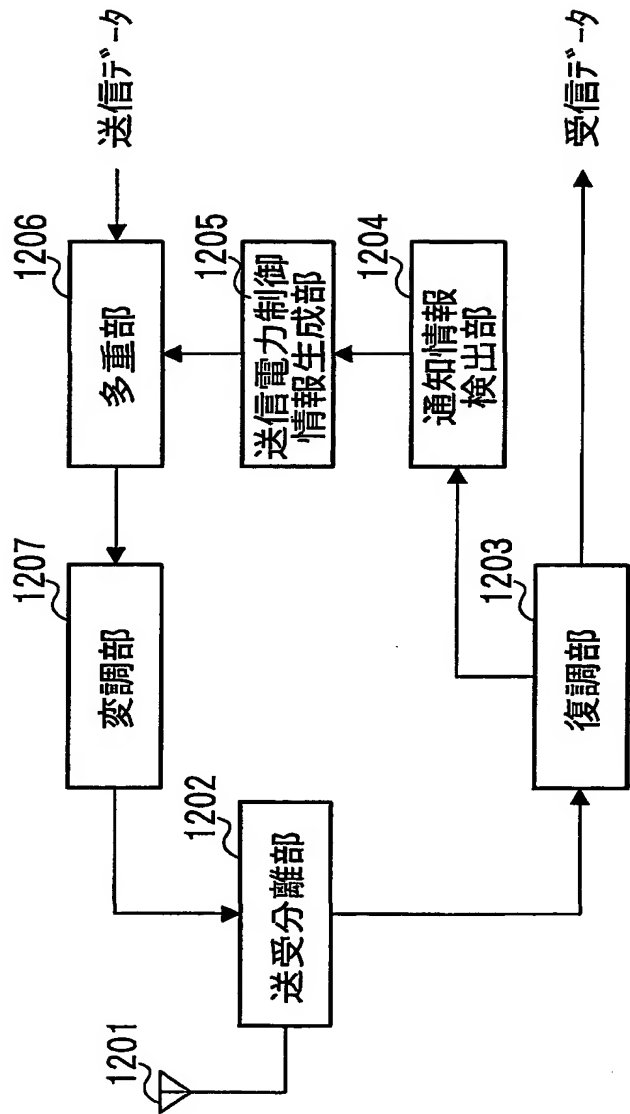 1201
1202
送受分離部
1207
変調部
1206
多重部
送信データ
1205
送信電力制御
情報生成部
1204
通知情報
検出部
1203
復調部
受信データ